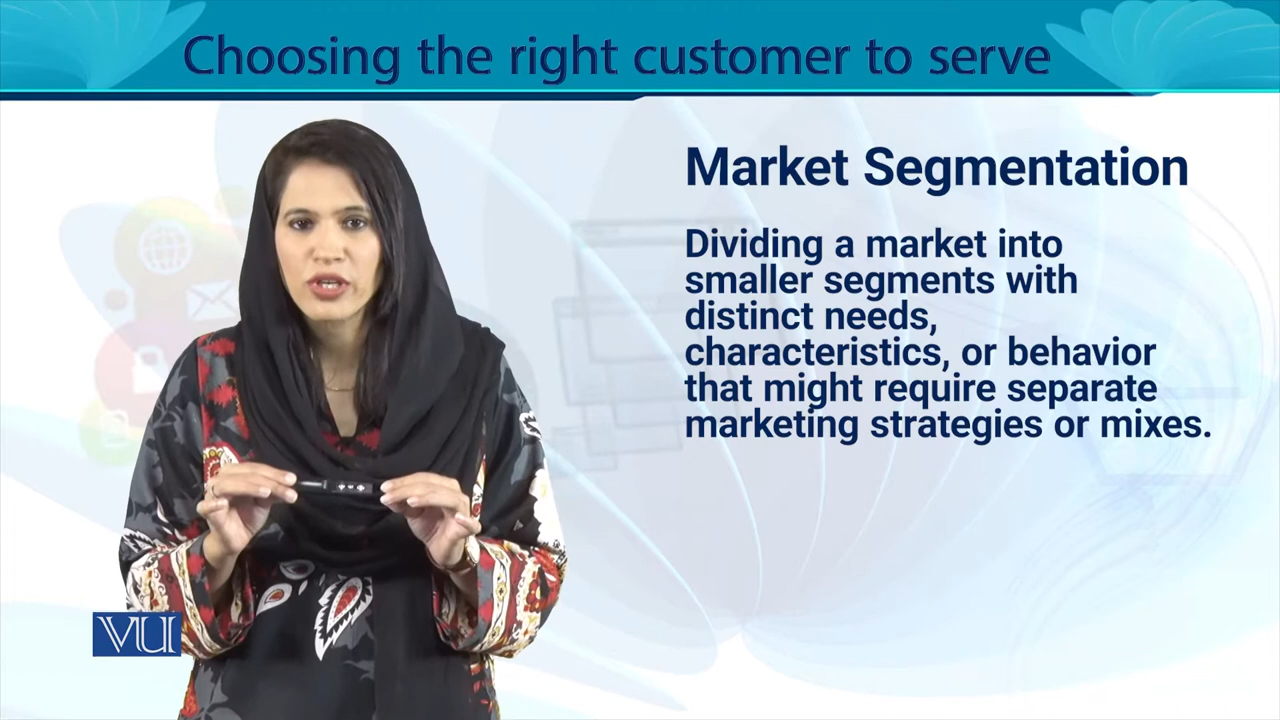 Choosing the right customer to serve
Market Segmentation
Dividing a market into
smaller segments with
distinct needs,
characteristics, or behavior
that might require separate
marketing strategies or mixes.
VU